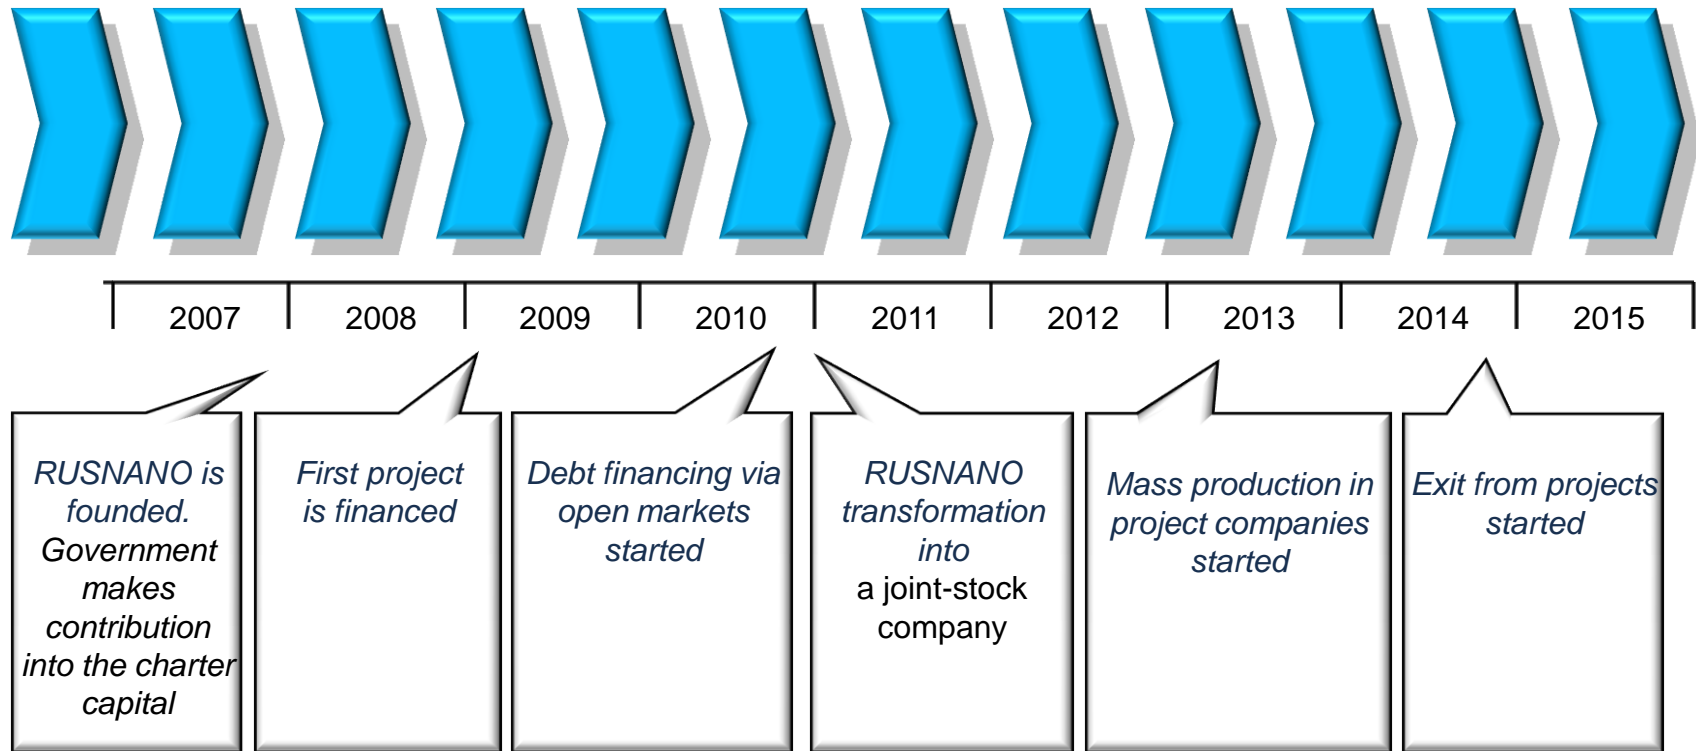 2007 2008 2009 2010 2011 2012 2013 2014 2015
RUSNANO is
founded.
Government
makes
contribution
into the charter
capital
First project
is financed
Debt financing via
open markets
started
RUSNANO
transformation
into
a joint-stock
company
Mass production in
project companies
started
Exit from projects
started